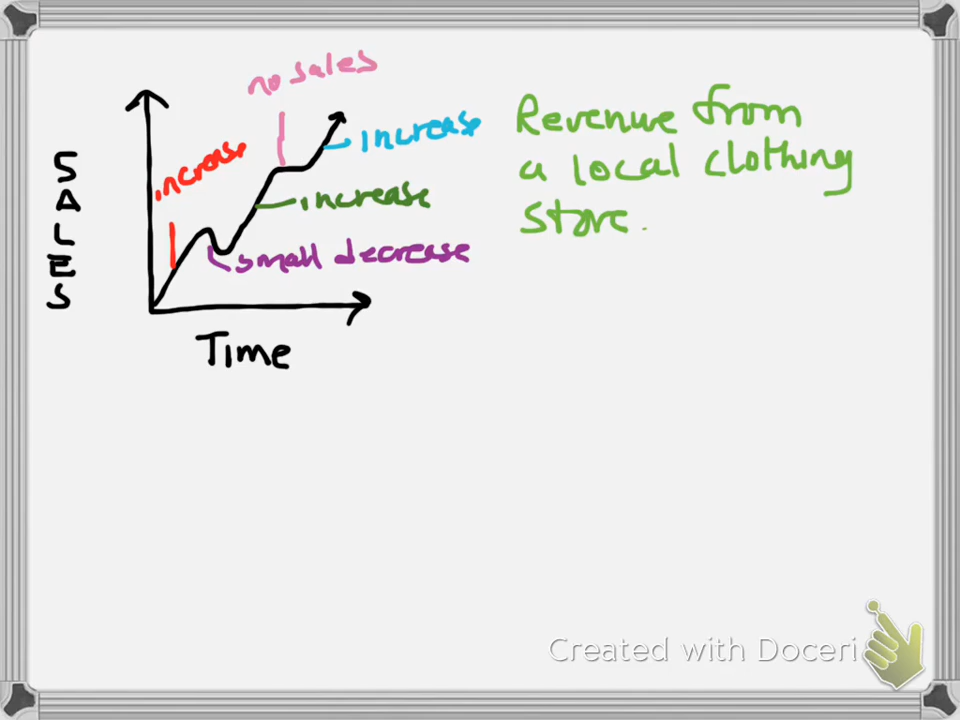 no sales
increase
increase
increase
small decrease
SALES
Time
Revenue from
a local clothing
store.
Created with Doceri